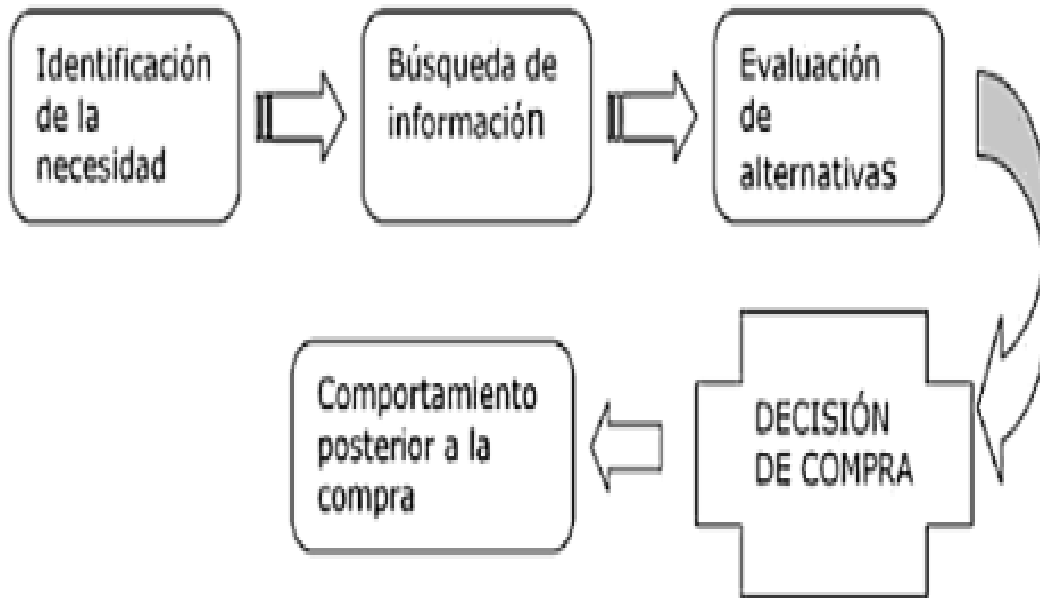 Identificación
de la
necesidad
Búsqueda de
información
Evaluación
de
alternativas
DECISIÓN
DE COMPRA
Comportamiento
posterior a la
compra